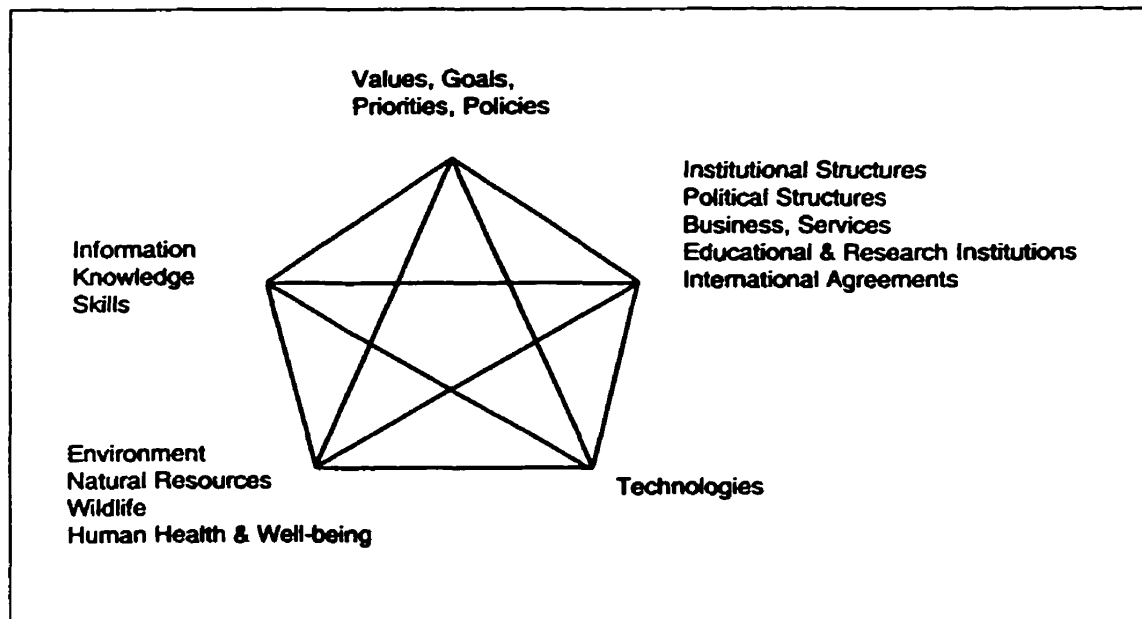 Values, Goals,
Priorities, Policies
Institutional Structures
Political Structures
Business, Services
Educational & Research Institutions
International Agreements
Information
Knowledge
Skills
Environment
Natural Resources
Wildlife
Human Health & Well-being
Technologies